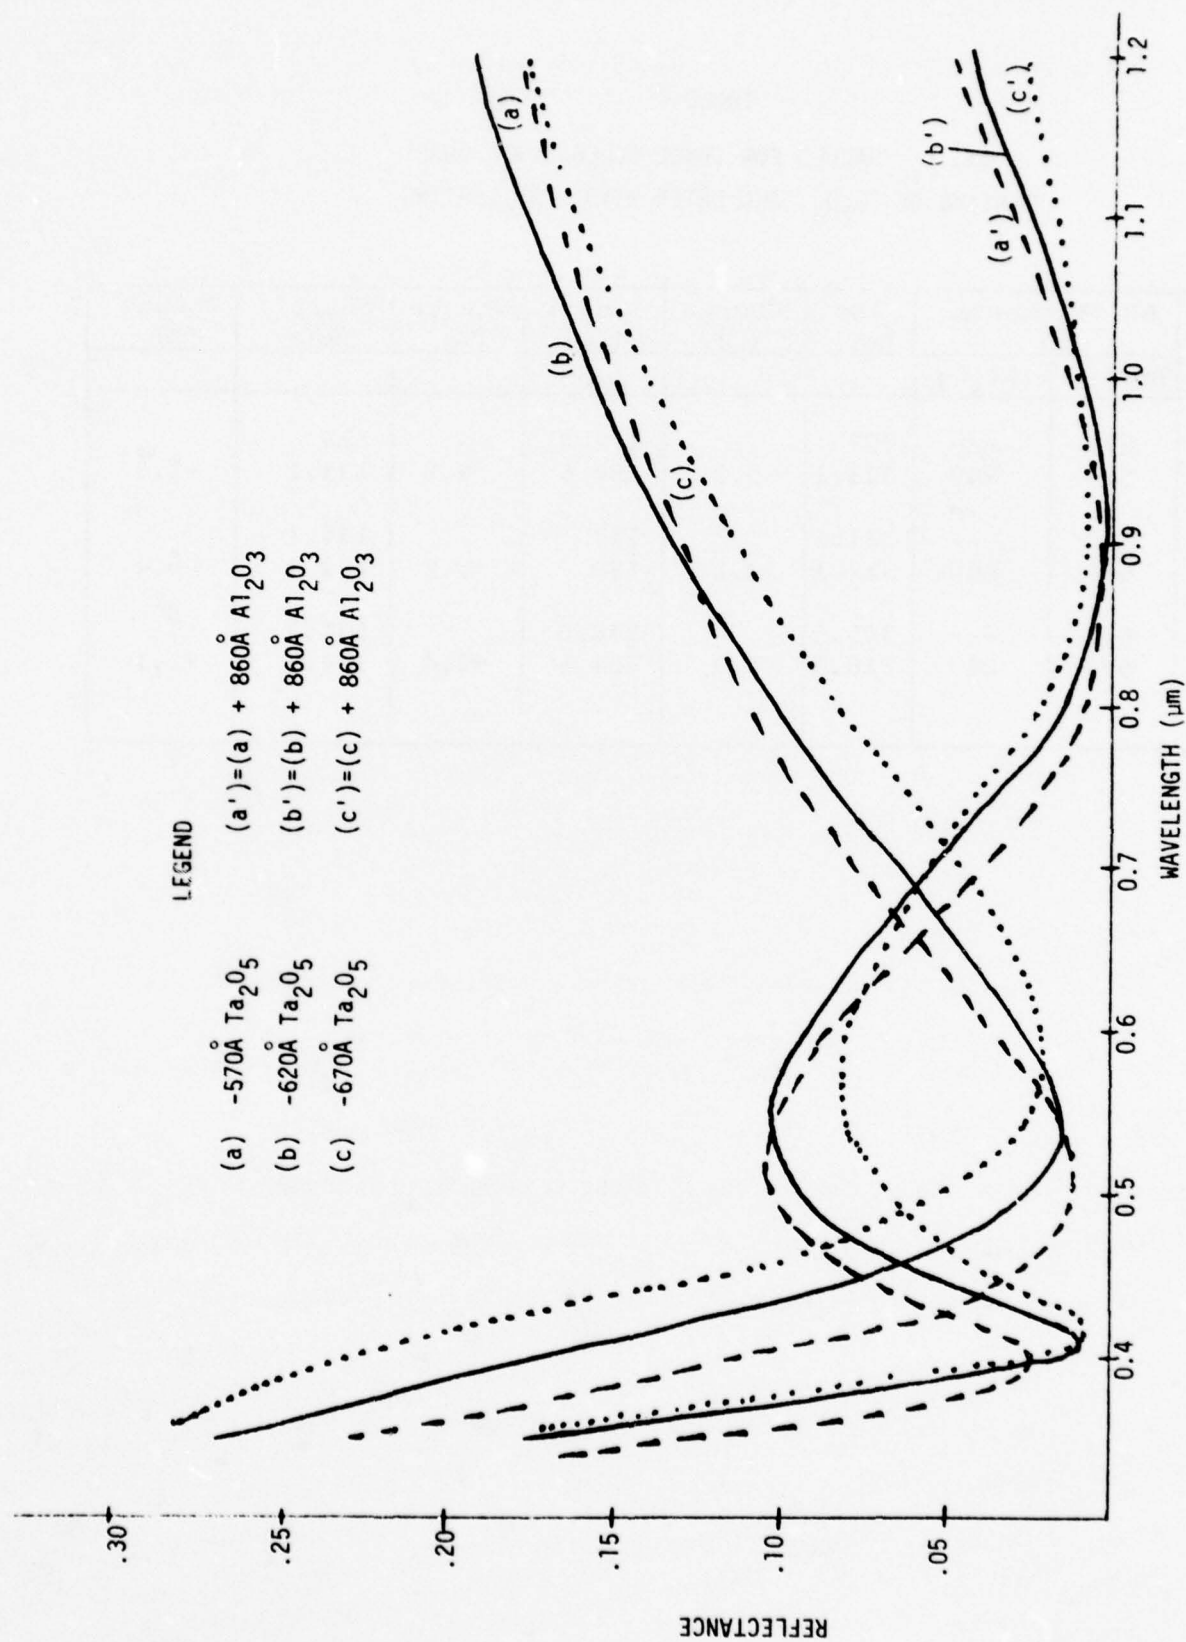 LEGEND
(a) -570Å Ta2O5 (a')=(a) + 860Å Al2O3
(b) -620Å Ta2O5 (b')=(b) + 860Å Al2O3
(c) -670Å Ta2O5 (c')=(c) + 860Å Al2O3
REFLECTANCE
.30
.25
.20
.15
.10
.05
(a)
(b)
(c)
(b')
(a')
(c')
0.4
0.5
0.6
0.7
0.8
0.9
1.0
1.1
1.2
WAVELENGTH (µm)